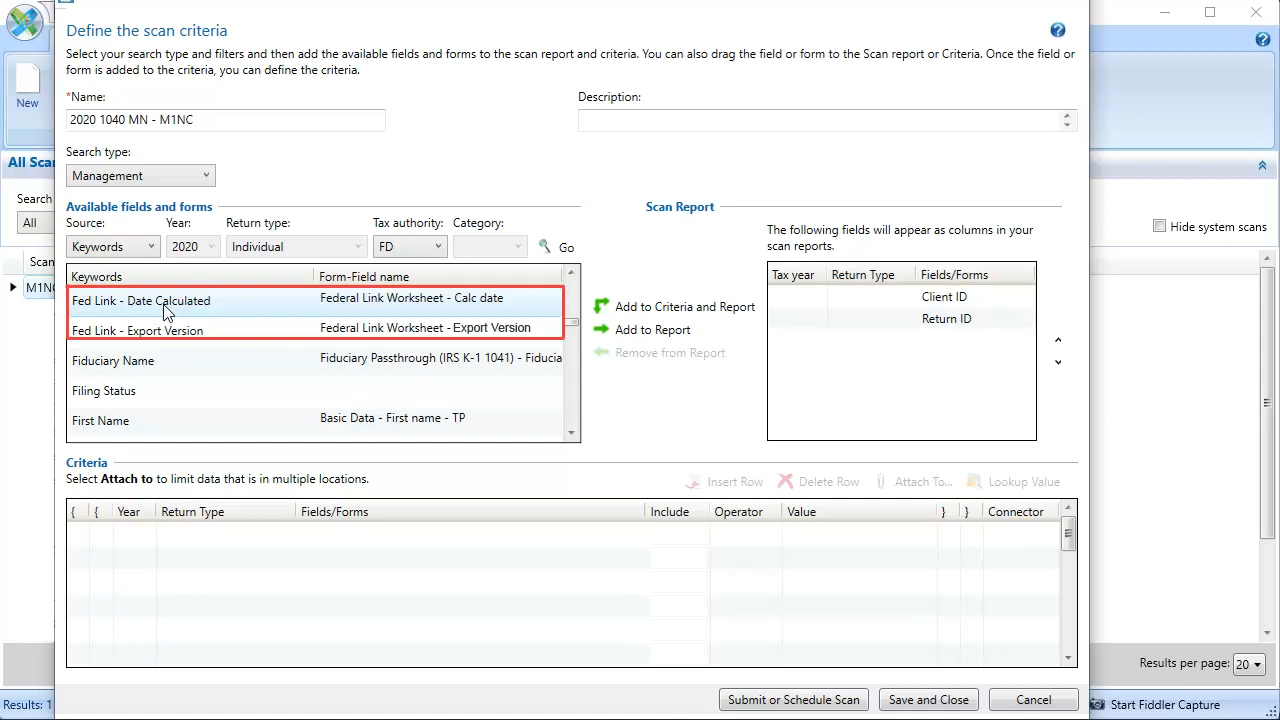 Define the scan criteria
Select your search type and filters and then add the available fields and forms to the scan report and criteria. You can also drag the field or form to the Scan report or Criteria. Once the field or
form is added to the criteria, you can define the criteria.
New
*Name:
Description:
2020 1040 MN - M1NC
Search type:
Management
All Scan
Search
All
Hide system scans
Scan
M1NC
Available fields and forms
Source:
Year:
Return type:
Tax authority:
Category:
Keywords
2020
Individual
FD
Go
Keywords
Form-Field name
Fed Link - Date Calculated
Federal Link Worksheet - Calc date
Fed Link - Export Version
Federal Link Worksheet - Export Version
Fiduciary Name
Fiduciary Passthrough (IRS K-1 1041) - Fiducia
Filing Status
First Name
Basic Data - First name - TP
Add to Criteria and Report
Add to Report
Remove from Report
Scan Report
The following fields will appear as columns in your
scan reports.
Tax year
Return Type
Fields/Forms
Client ID
Return ID
Criteria
Select Attach to to limit data that is in multiple locations.
Insert Row
Delete Row
Attach To...
Lookup Value
{ { Year Return Type Fields/Forms Include Operator Value } } Connector
Results per page: 20
Submit or Schedule Scan
Save and Close
Cancel
Results: 1
Start Fiddler Capture